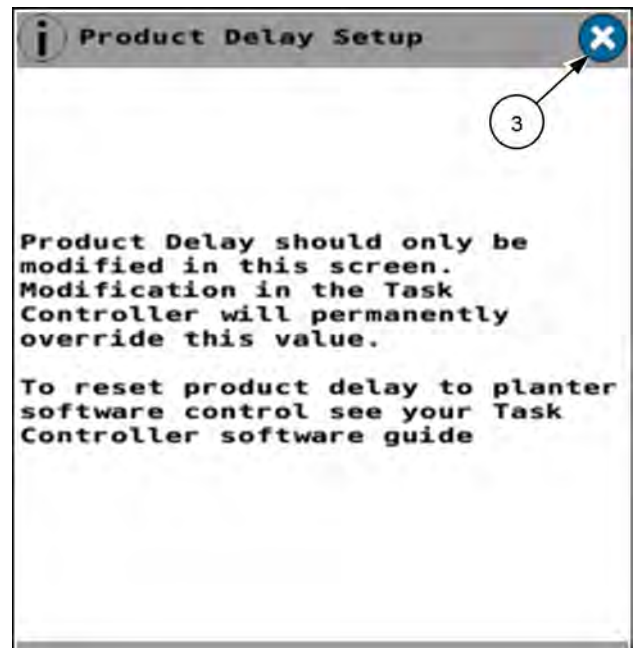 i Product Delay Setup
3
Product Delay should only be
modified in this screen.
Modification in the Task
Controller will permanently
override this value.
To reset product delay to planter
software control see your Task
Controller software guide